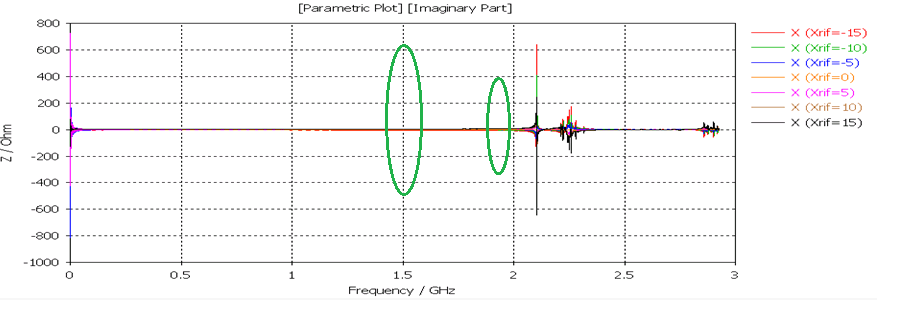 [Parametric Plot] [Imaginary Part]
800
600
400
200
0
-200
-400
-600
-800
-1000
Z / Ohm
0 0.5 1 1.5 2 2.5 3
Frequency / GHz
X (Xrif=-15)
X (Xrif=-10)
X (Xrif=-5)
X (Xrif=0)
X (Xrif=5)
X (Xrif=10)
X (Xrif=15)